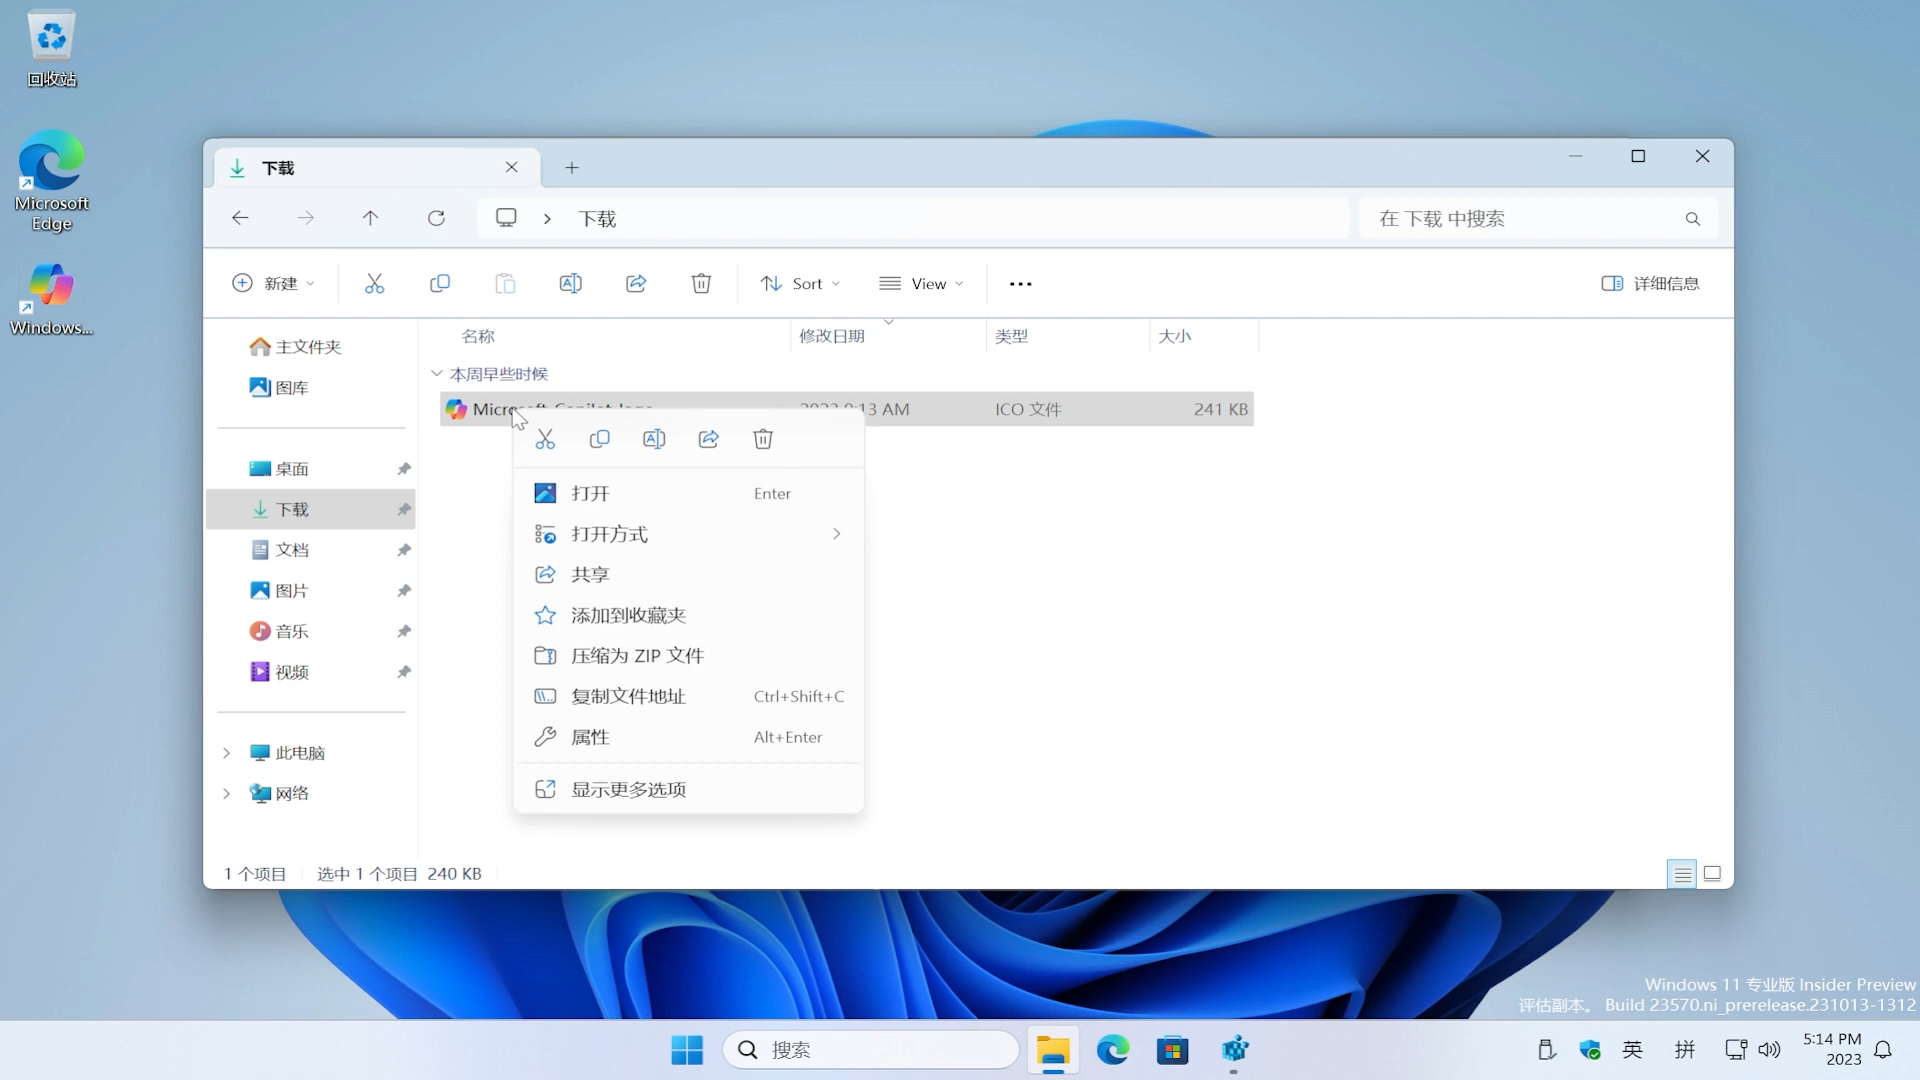 回收站
Microsoft
Edge
Windows...
下载
下载
在 下载 中搜索
新建
Sort
View
详细信息
名称
修改日期
类型
大小
主文件夹
图库
桌面
下载
文档
图片
音乐
视频
此电脑
网络
本周早些时候
ICO 文件
241 KB
打开 Enter
打开方式
共享
添加到收藏夹
压缩为 ZIP 文件
复制文件地址 Ctrl+Shift+C
属性 Alt+Enter
显示更多选项
1 个项目
选中 1 个项目 240 KB
Windows 11 专业版 Insider Preview
评估副本。 Build 23570.ni_prerelease.231013-1312
搜索
英
拼
5:14 PM
2023